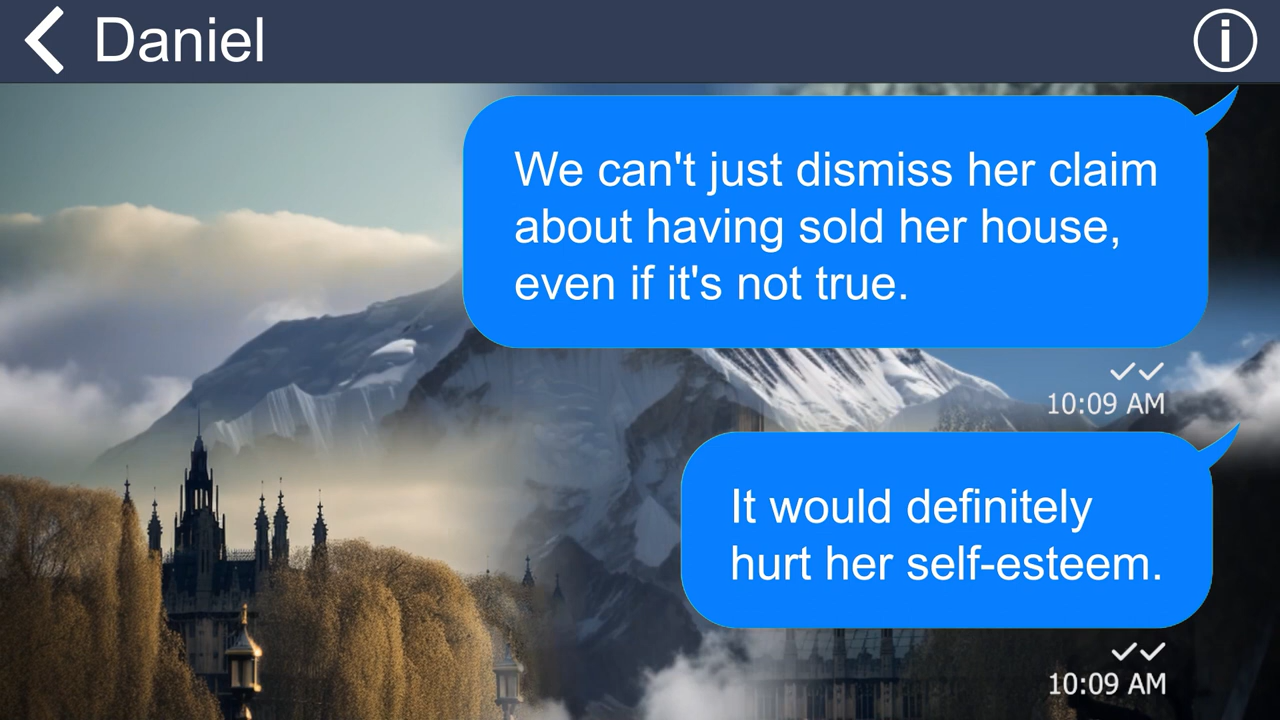 Daniel
We can't just dismiss her claim
about having sold her house,
even if it's not true.
10:09 AM
It would definitely
hurt her self-esteem.
10:09 AM